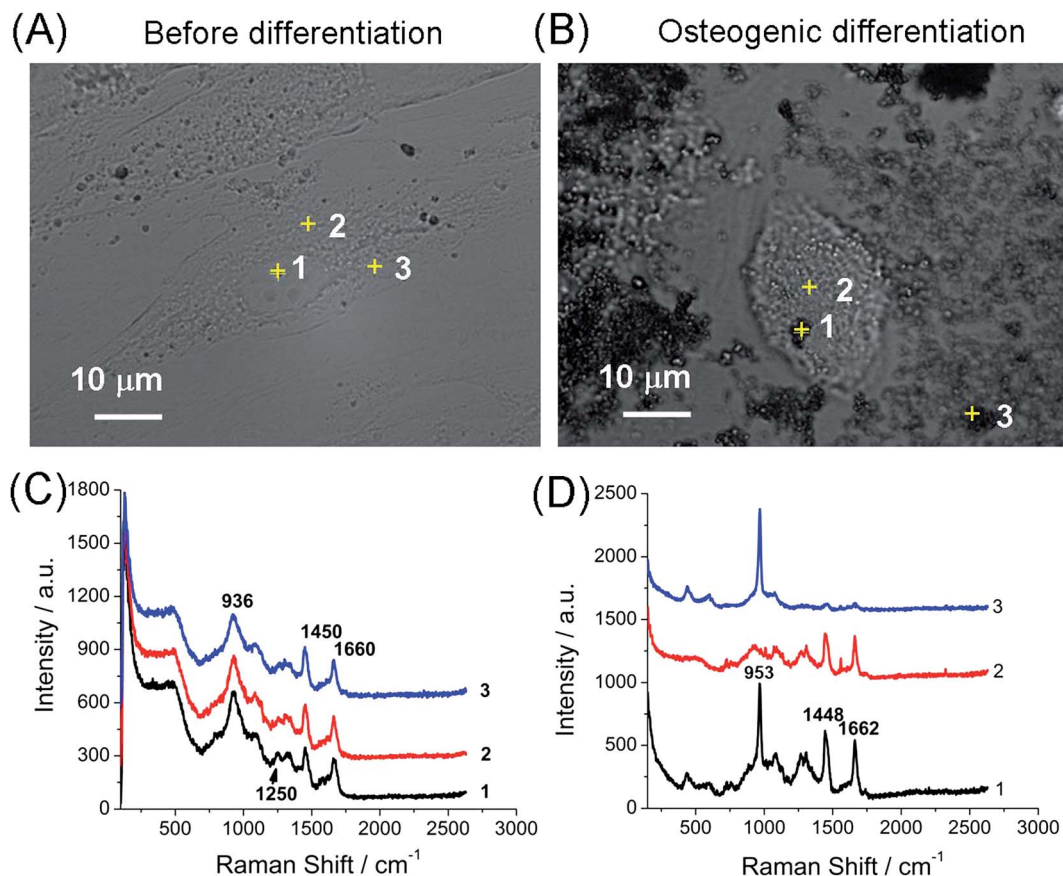 (A) Before differentiation
2
1
3
10 μm
(B) Osteogenic differentiation
2
1
10 μm
3
(C)
1800
1500
1200
900
600
300
0
Intensity / a.u.
936
1450
1660
1250
3
2
1
500 1000 1500 2000 2500 3000
Raman Shift / cm⁻¹
(D)
2500
2000
1500
1000
500
0
Intensity / a.u.
953
1448
1662
3
2
1
500 1000 1500 2000 2500 3000
Raman Shift / cm⁻¹